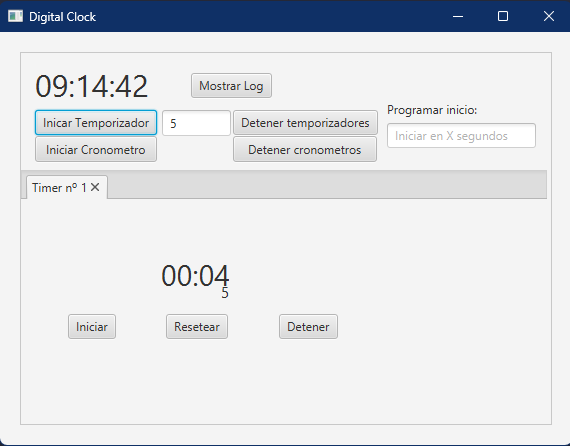 Digital Clock
09:14:42
Mostrar Log
Inicar Temporizador
5
Detener temporizadores
Programar inicio:
Iniciar Cronometro
Detener cronometros
Iniciar en X segundos
Timer nº 1
00:04
5
Iniciar
Resetear
Detener